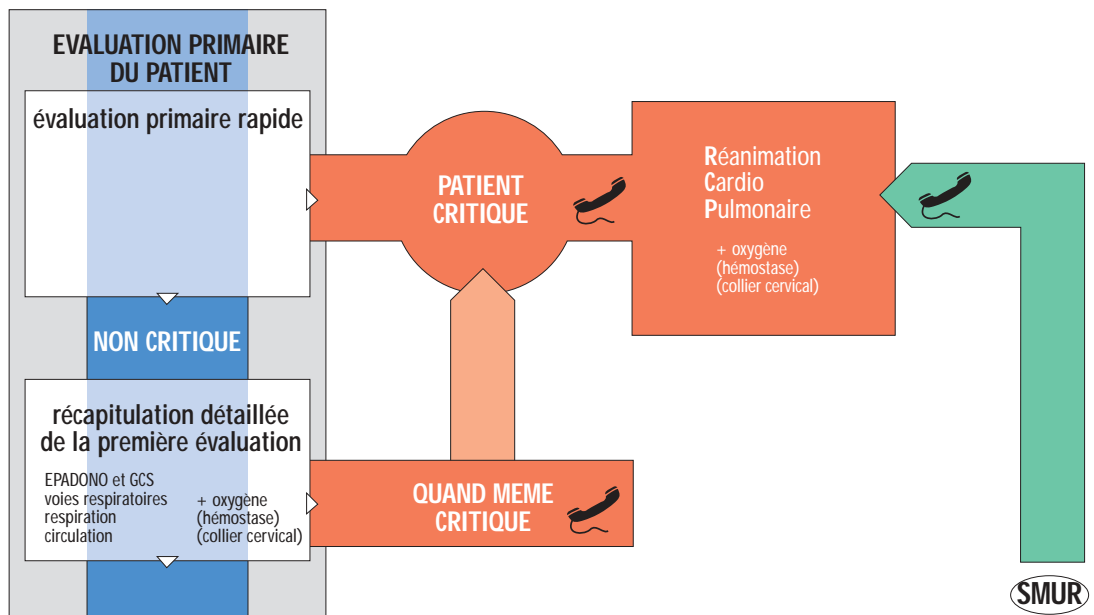 EVALUATION PRIMAIRE
DU PATIENT
évaluation primaire rapide
PATIENT
CRITIQUE
Réanimation
Cardio
Pulmonaire
+ oxygène
(hémostase)
(collier cervical)
NON CRITIQUE
récapitulation détaillée
de la première évaluation
EPADONO et GCS
voies respiratoires
respiration
circulation
+ oxygène
(hémostase)
(collier cervical)
QUAND MEME
CRITIQUE
SMUR